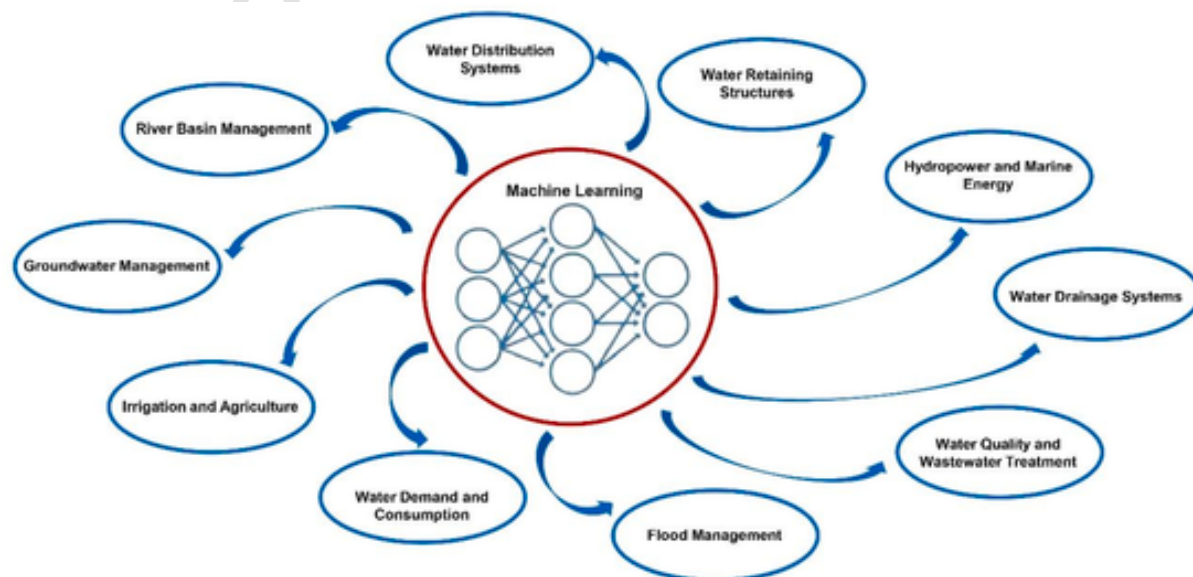 Water Distribution
Systems
Water Retaining
Structures
River Basin Management
Hydropower and Marine
Energy
Machine Learning
Groundwater Management
Water Drainage Systems
Irrigation and Agriculture
Water Quality and
Wastewater Treatment
Water Demand and
Consumption
Flood Management